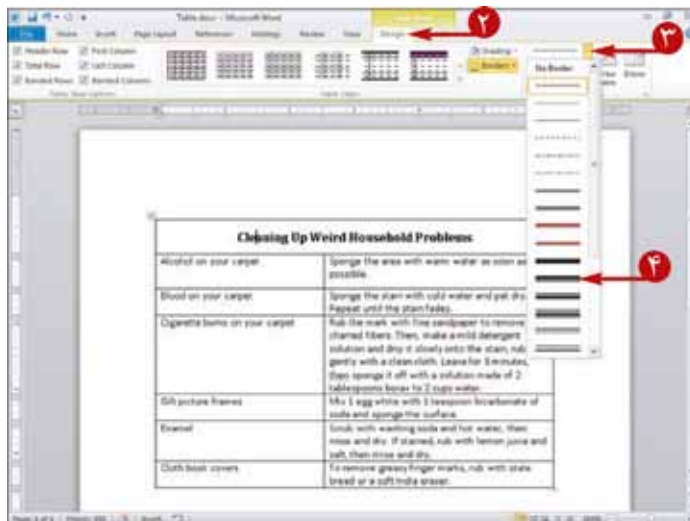 Table.docx - Microsoft Word
File Home Insert Page Layout References Mailings Review View Design
۲
۳
Header Row First Column
Total Row Last Column
Banded Rows Banded Columns
Shading
Borders
No Border
Cleaning Up Weird Household Problems
Alcohol on your carpet
Sponge the area with warm water as soon as
possible.
۴
Blood on your carpet
Sponge the stain with cold water and pat dry.
Repeat until the stain fades.
Cigarette burns on your carpet
Rub the mark with fine sandpaper to remove
charred fibers. Then, make a mild detergent
solution and drip it slowly onto the stain, rub
gently with a clean cloth. Leave for 3 minutes,
then sponge it off with a solution made of 2
tablespoons borax to 2 cups water.
Gilt picture frames
Mix 1 egg white with 1 teaspoon bicarbonate of
soda and sponge the surface.
Enamel
Scrub with washing soda and hot water, then
rinse and dry. If stained, rub with lemon juice and
salt, then rinse and dry.
Cloth book covers
To remove greasy finger marks, rub with stale
bread or a soft India eraser.